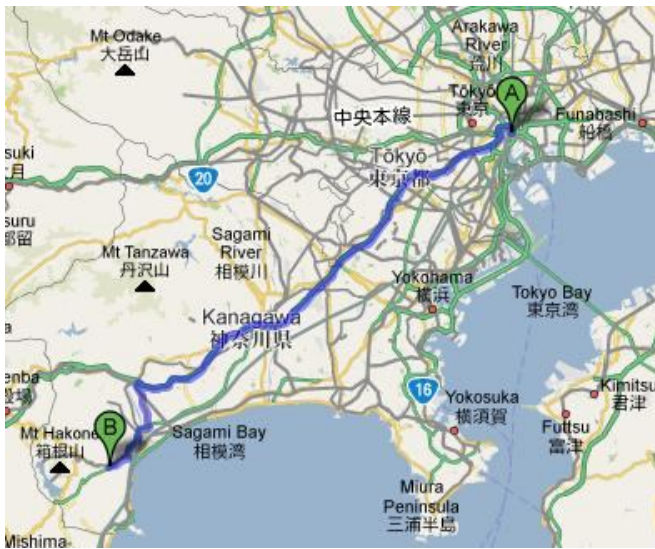 Mt Odake
大岳山
Arakawa
River
荒川
A
Tōkyō
東京
中央本線
Funabashi
船橋
Tōkyō
東京都
20
Mt Tanzawa
丹沢山
Sagami
River
相模川
Yokohama
横浜
Tokyo Bay
東京湾
Kanagawa
神奈川県
16
Kimitsu
君津
Yokosuka
横須賀
Futtsu
富津
B
Mt Hakone
箱根山
Sagami Bay
相模湾
Miura
Peninsula
三浦半島
Mishima